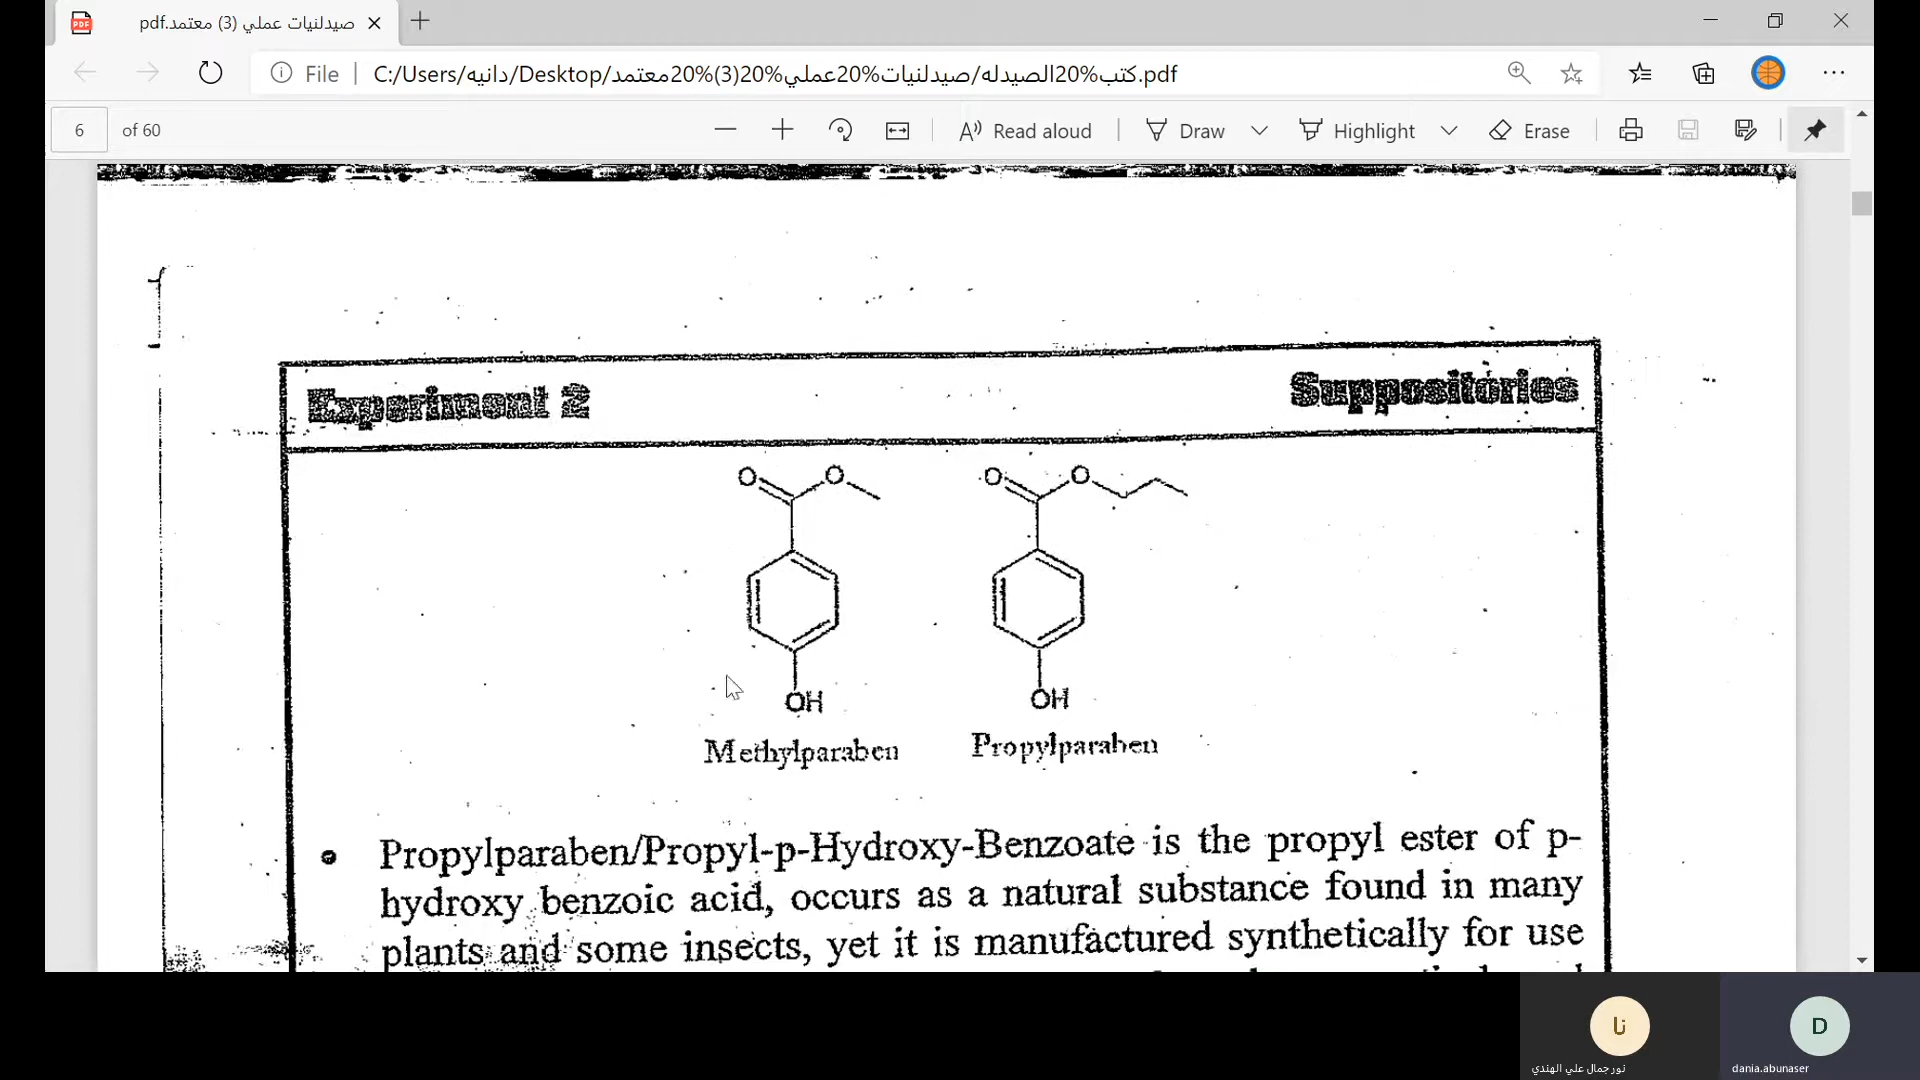 صيدلنيات عملي (3) معتمد.pdf
File
C:/Users/دانيه/Desktop/كتب%20الصيدله/صيدلنيات%20عملي%20(3)%20معتمد.pdf
6 of 60
Read aloud
Draw
Highlight
Erase
Experiment 2
Suppositories
O O
O O
OH
OH
Methylparaben
Propylparaben
Propylparaben/Propyl-p-Hydroxy-Benzoate is the propyl ester of p-
hydroxy benzoic acid, occurs as a natural substance found in many
plants and some insects, yet it is manufactured synthetically for use
نا
D
نور جمال علي الهندي
dania.abunaser